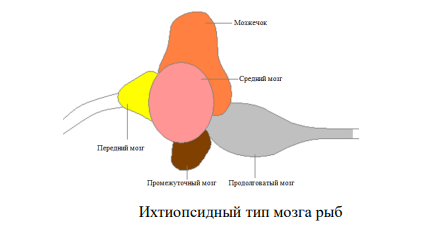 Мозжечок
Средний мозг
Передний мозг
Промежуточный мозг
Продолговатый мозг
Ихтиопсидный тип мозга рыб